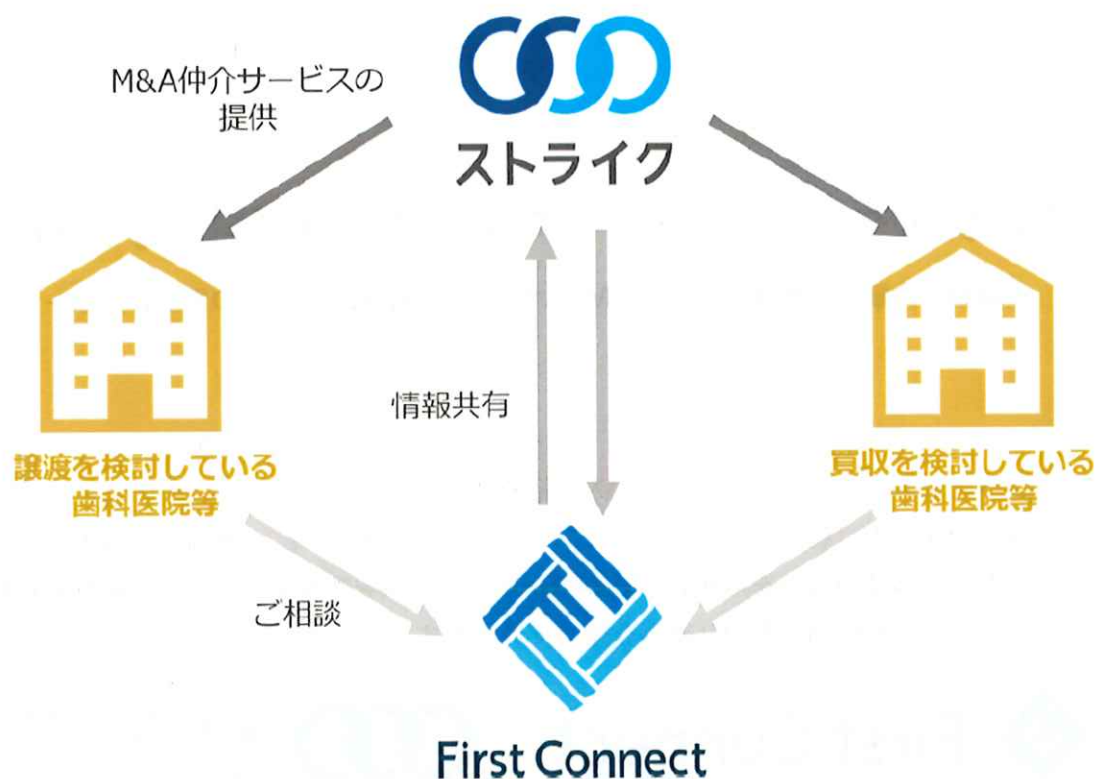 M&A仲介サービスの
提供
ストライク
情報共有
譲渡を検討している
歯科医院等
買収を検討している
歯科医院等
ご相談
First Connect